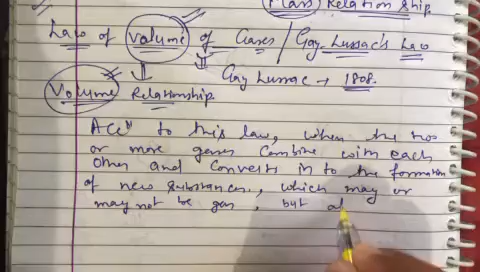 (Mass) Relationship.
Law of Volume of Gases / Gay-Lussac's Law
Gay Lussac → 1808.
Volume Relationship.
Accⁿ to this law, when the two
or more gases combine with each
other and converts in to the formation
of new substances, which may or
may not be gas, but al